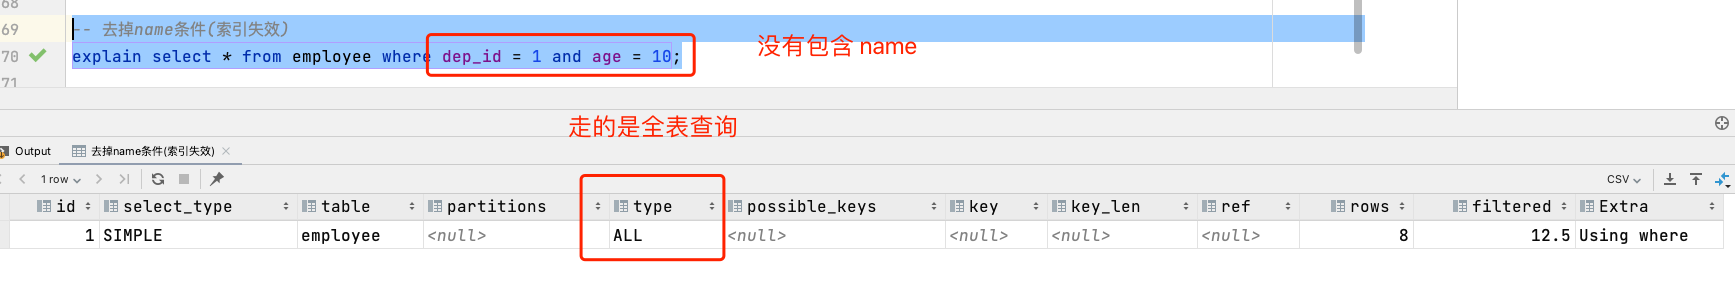 68
69 -- 去掉name条件(索引失效)
70 explain select * from employee where dep_id = 1 and age = 10;
没有包含 name
71
走的是全表查询
Output 去掉name条件(索引失效)
1 row CSV
id select_type table partitions type possible_keys key key_len ref rows filtered Extra
1 SIMPLE employee <null> ALL <null> <null> <null> <null> 8 12.5 Using where